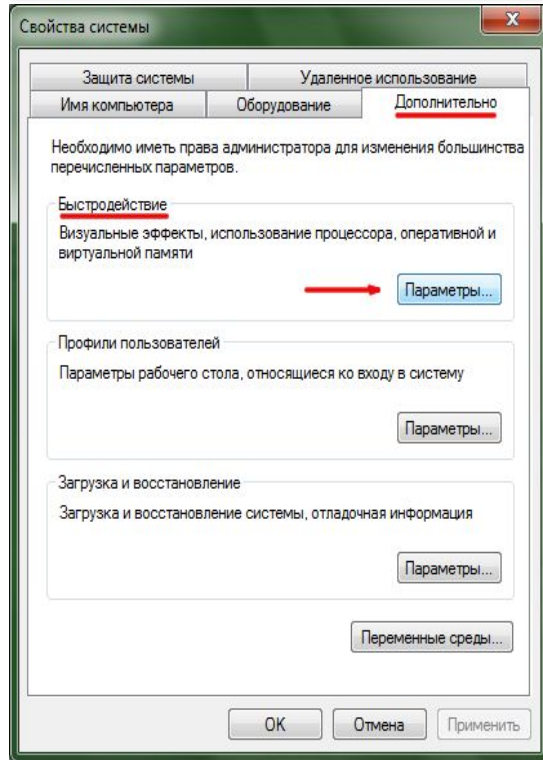 Свойства системы
Защита системы
Удаленное использование
Имя компьютера
Оборудование
Дополнительно
Необходимо иметь права администратора для изменения большинства
перечисленных параметров.
Быстродействие
Визуальные эффекты, использование процессора, оперативной и
виртуальной памяти
Параметры...
Профили пользователей
Параметры рабочего стола, относящиеся ко входу в систему
Параметры...
Загрузка и восстановление
Загрузка и восстановление системы, отладочная информация
Параметры...
Переменные среды...
OK
Отмена
Применить